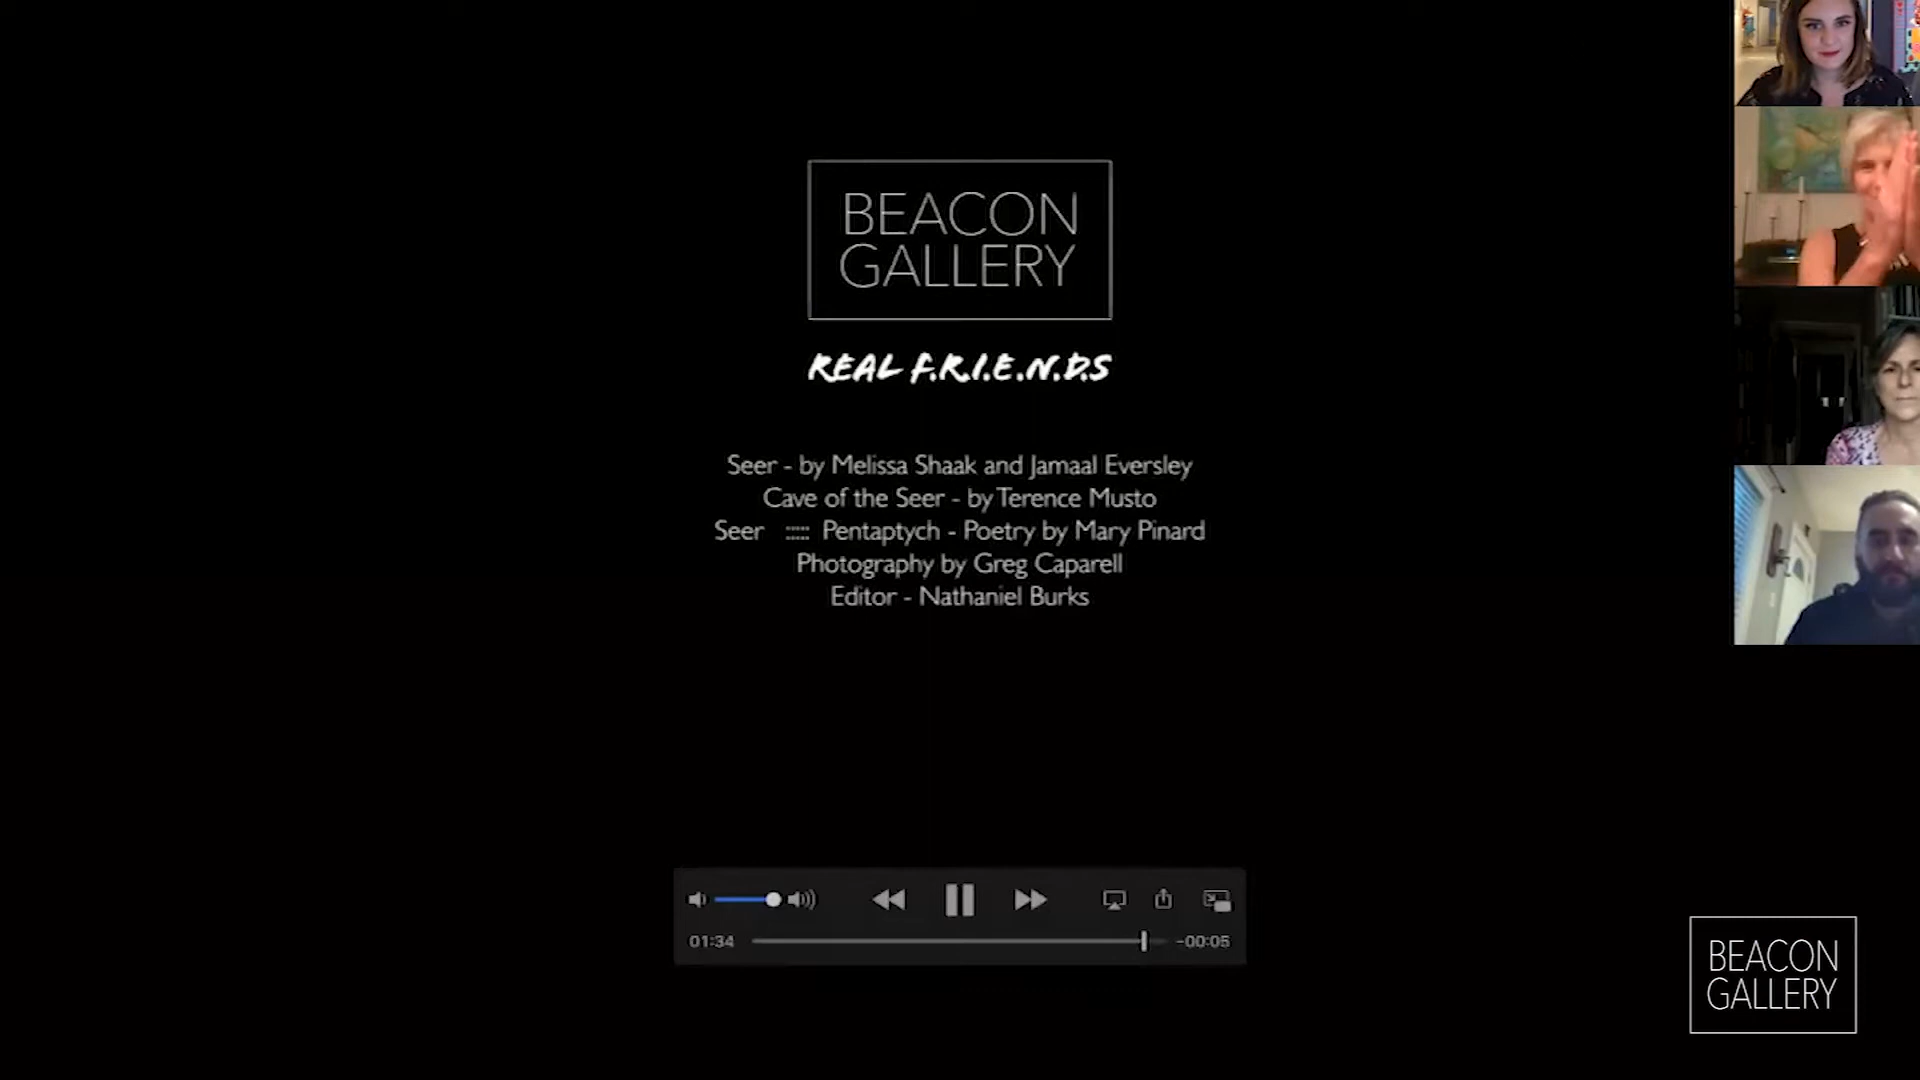 BEACON
GALLERY
REAL F.R.I.E.N.D.S
Seer - by Melissa Shaak and Jamaal Eversley
Cave of the Seer - by Terence Musto
Seer ::::: Pentaptych - Poetry by Mary Pinard
Photography by Greg Caparell
Editor - Nathaniel Burks
01:34
-00:05
BEACON
GALLERY